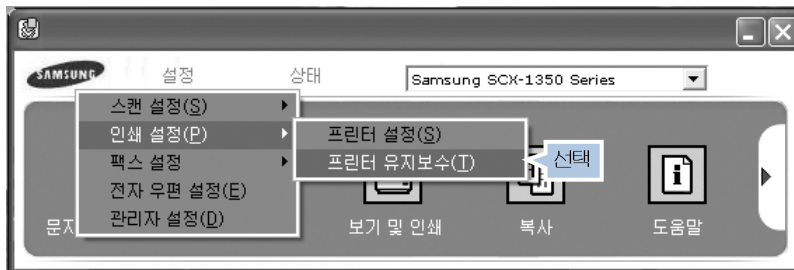 SAMSUNG 설정 상태 Samsung SCX-1350 Series
스캔 설정(S)
인쇄 설정(P) 프린터 설정(S)
팩스 설정 프린터 유지보수(T) 선택
전자 우편 설정(E)
관리자 설정(D)
문자 보기 및 인쇄 복사 도움말